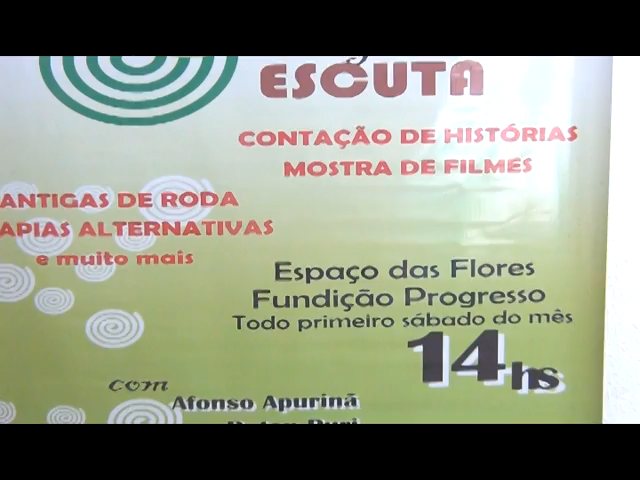 ESCUTA
CONTAÇÃO DE HISTÓRIAS
MOSTRA DE FILMES
ANTIGAS DE RODA
APIAS ALTERNATIVAS
e muito mais
Espaço das Flores
Fundição Progresso
Todo primeiro sábado do mês
14hs
com
Afonso Apurinã